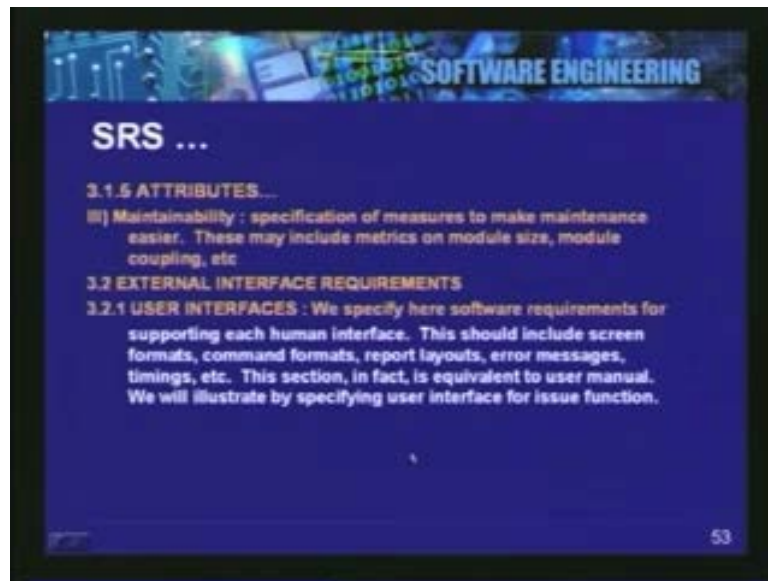 SOFTWARE ENGINEERING
SRS ...
3.1.5 ATTRIBUTES...
III) Maintainability : specification of measures to make maintenance
easier. These may include metrics on module size, module
coupling, etc
3.2 EXTERNAL INTERFACE REQUIREMENTS
3.2.1 USER INTERFACES : We specify here software requirements for
supporting each human interface. This should include screen
formats, command formats, report layouts, error messages,
timings, etc. This section, in fact, is equivalent to user manual.
We will illustrate by specifying user interface for issue function.
53